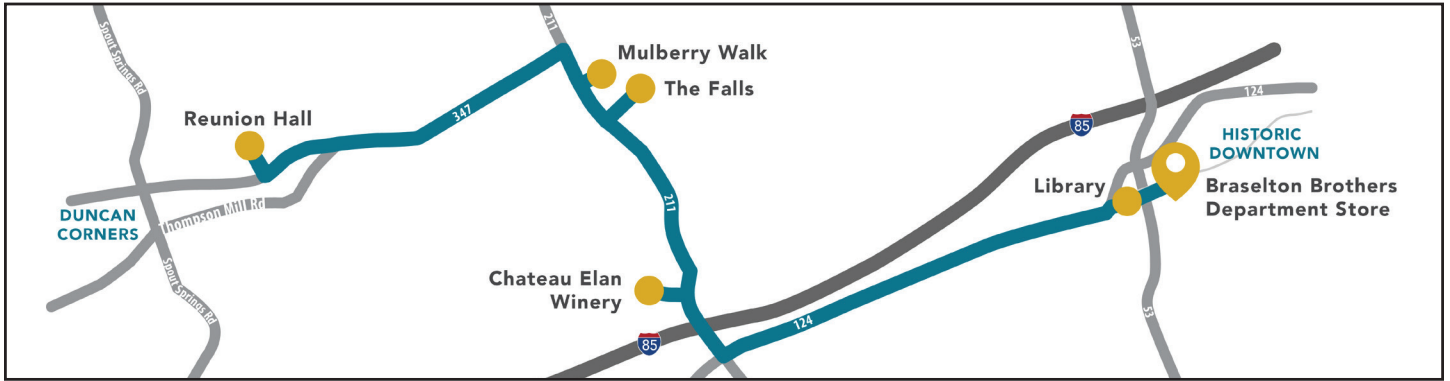 Spout Springs Rd
211
53
Mulberry Walk
The Falls
124
Reunion Hall
347
85
HISTORIC
DOWNTOWN
Library
Braselton Brothers
Department Store
DUNCAN
CORNERS
Thompson Mill Rd
211
Chateau Elan
Winery
Spout Springs Rd
124
53
85